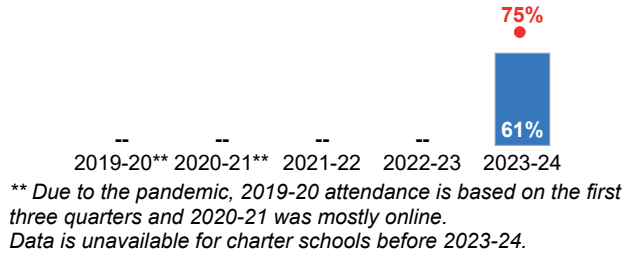 75%
61%
-- -- -- --
2019-20** 2020-21** 2021-22 2022-23 2023-24
** Due to the pandemic, 2019-20 attendance is based on the first
three quarters and 2020-21 was mostly online.
Data is unavailable for charter schools before 2023-24.